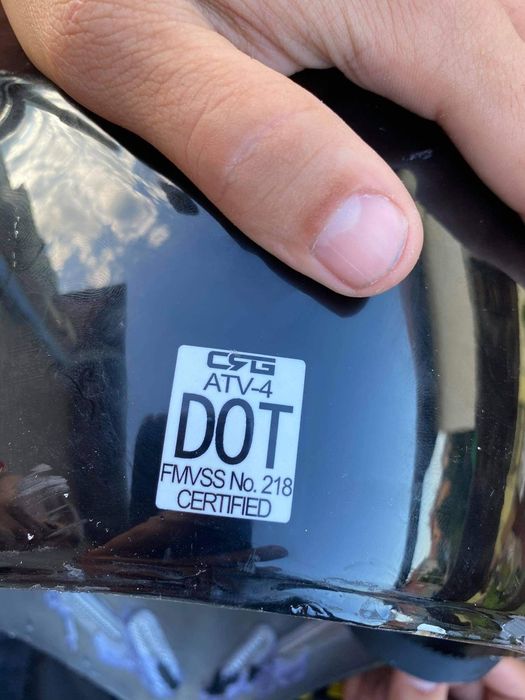 CRG
ATV-4
DOT
FMVSS No. 218
CERTIFIED